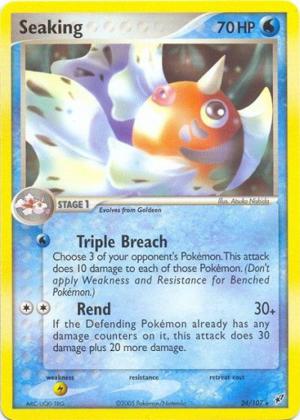 Seaking 70 HP
Illus. Atsuko Nishida
STAGE 1
Evolves from Goldeen
Triple Breach
Choose 3 of your opponent's Pokémon. This attack
does 10 damage to each of those Pokémon. (Don't
apply Weakness and Resistance for Benched
Pokémon.)
Rend 30+
If the Defending Pokémon already has any
damage counters on it, this attack does 30
damage plus 20 more damage.
weakness resistance retreat cost
©2005 Pokémon/Nintendo 24/107